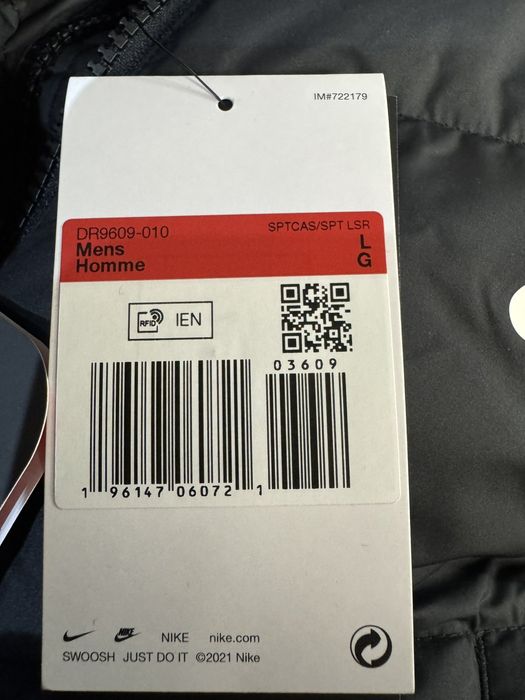 IM#722179
DR9609-010
SPTCAS/SPT LSR
Mens
L
Homme
G
RFID
IEN
03609
1 96147 06072 1
NIKE
NIKE nike.com
SWOOSH JUST DO IT ©2021 Nike